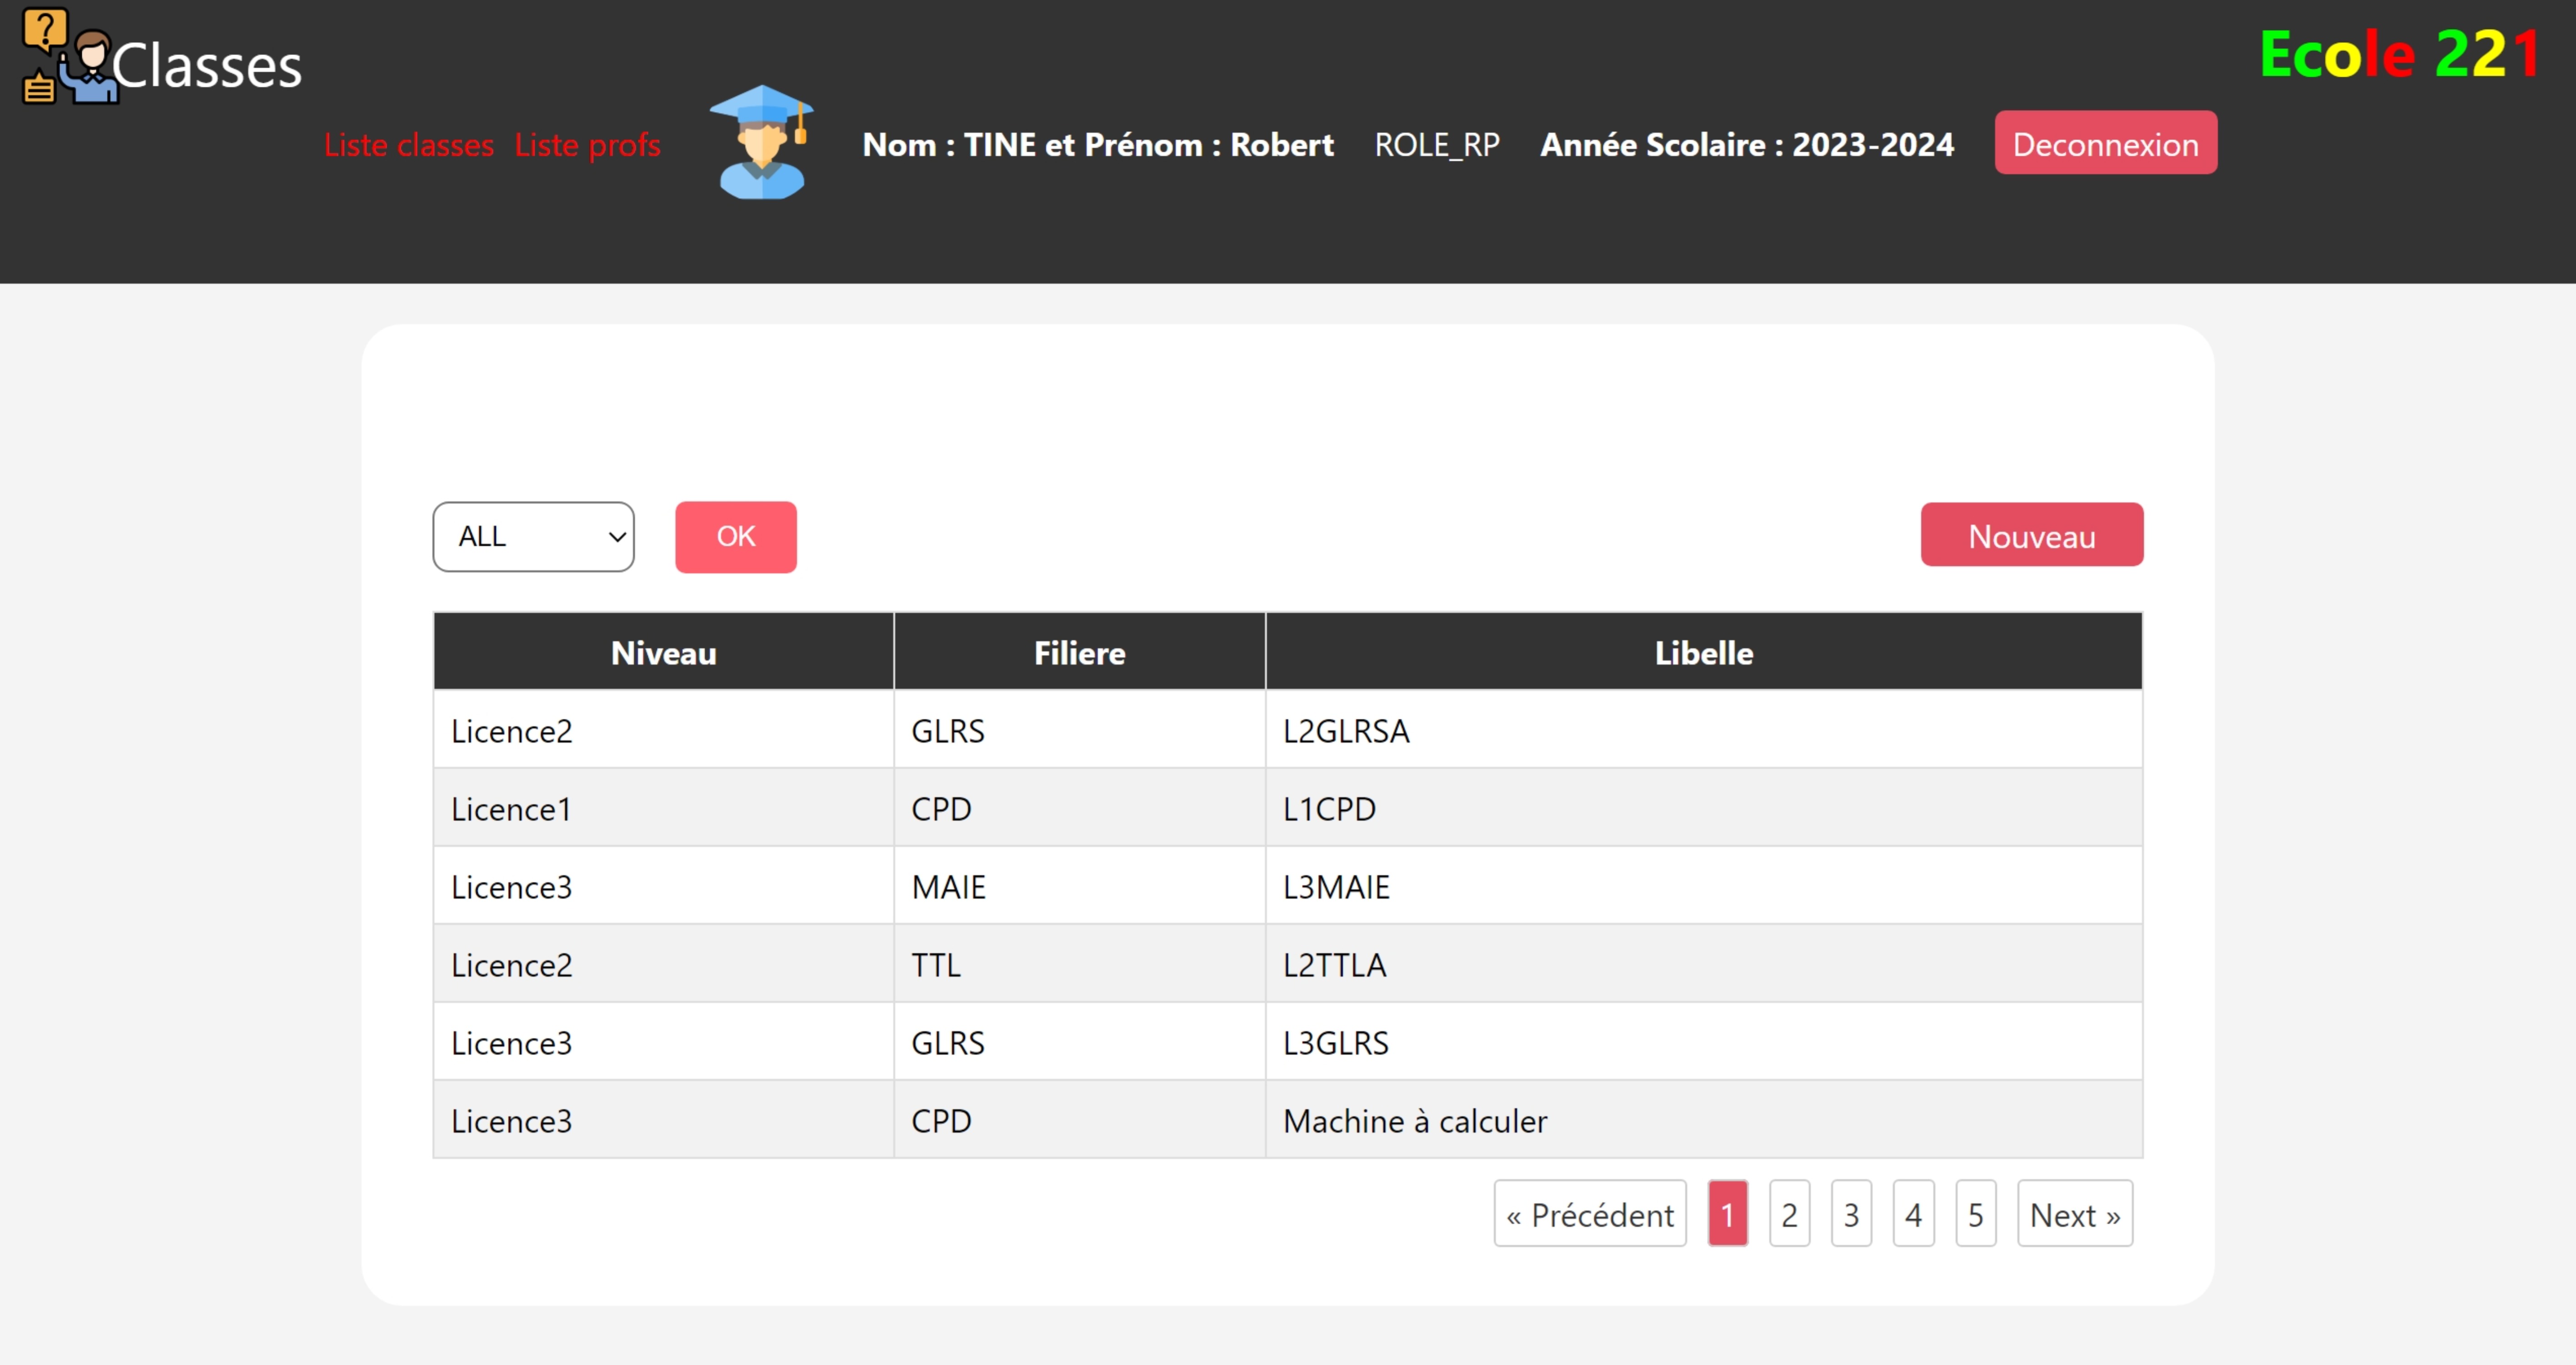 ?
Classes
Ecole 221
Liste classes Liste profs Nom : TINE et Prénom : Robert ROLE_RP Année Scolaire : 2023-2024 Deconnexion
ALL OK Nouveau
Niveau Filiere Libelle
Licence2 GLRS L2GLRSA
Licence1 CPD L1CPD
Licence3 MAIE L3MAIE
Licence2 TTL L2TTLA
Licence3 GLRS L3GLRS
Licence3 CPD Machine à calculer
« Précédent 1 2 3 4 5 Next »